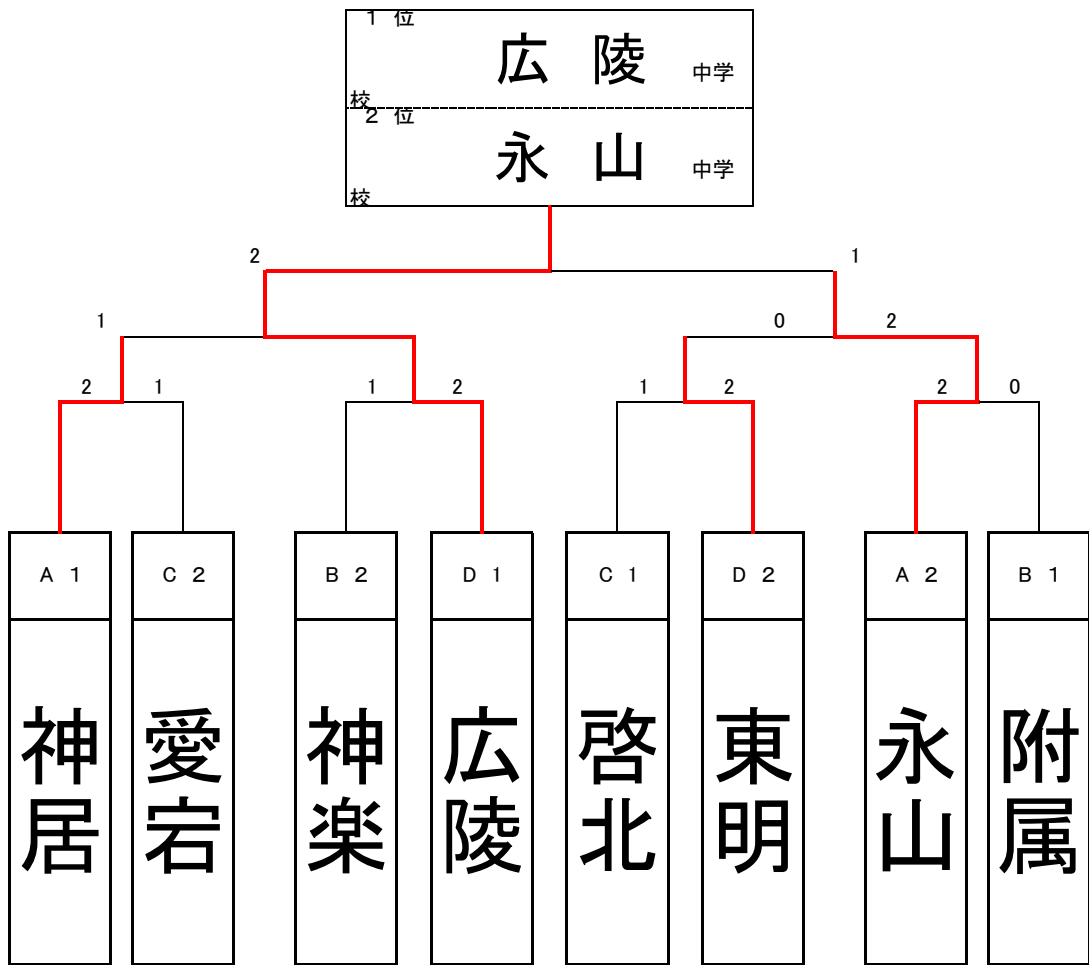 １ 位
広 陵 中学
校
２ 位
永 山 中学
校
2 1
1 0 2
2 1 1 2 1 2 2 0
A 1 C 2 B 2 D 1 C 1 D 2 A 2 B 1
神居 愛宕 神楽 広陵 啓北 東明 永山 附属